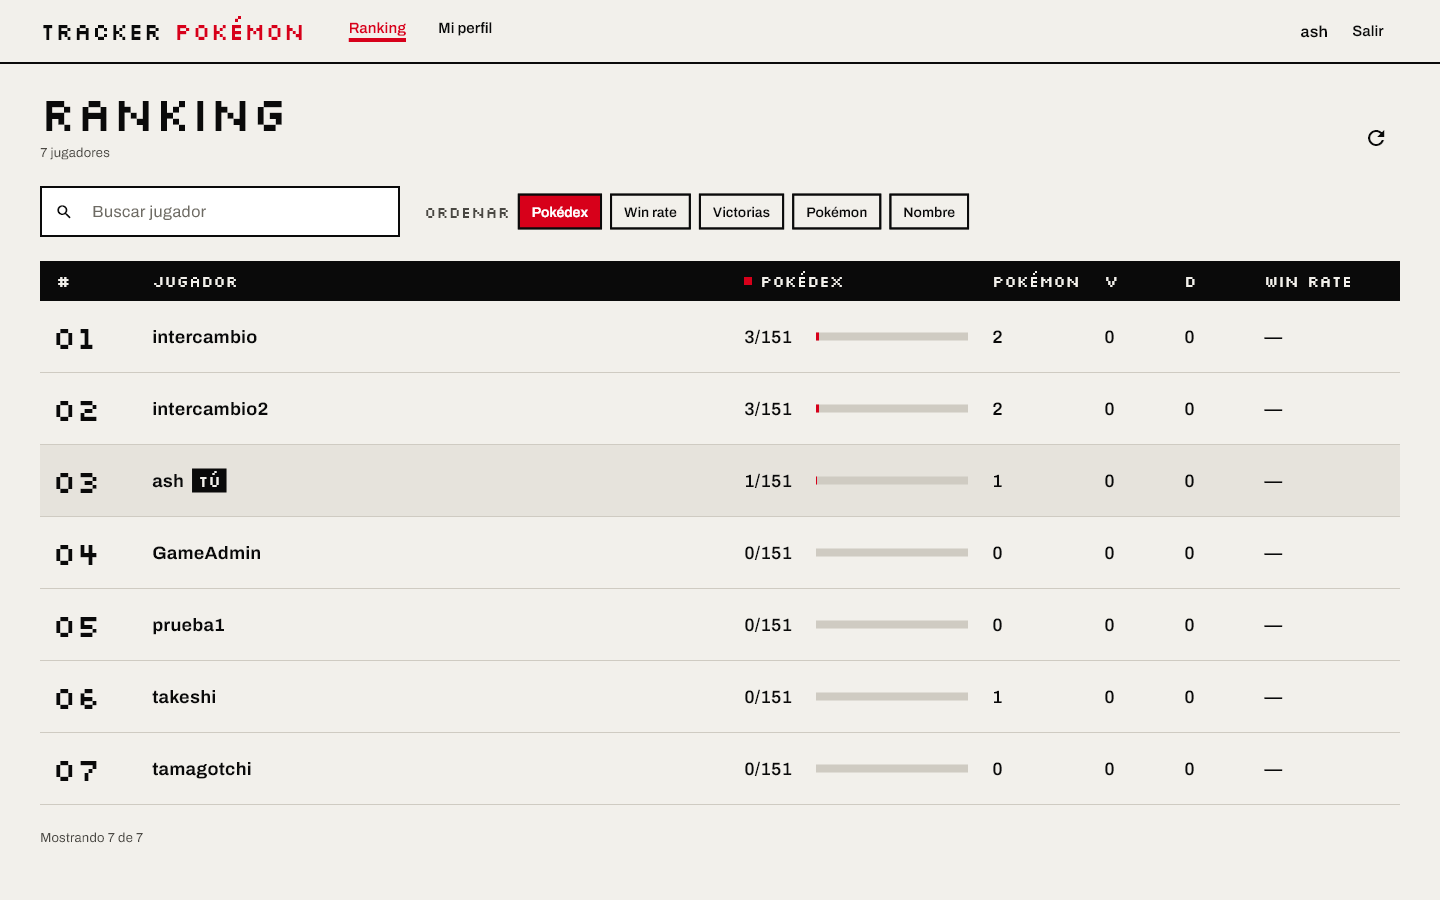 TRACKER POKÉMON Ranking Mi perfil ash Salir
RANKING
7 jugadores
Buscar jugador ORDENAR Pokédex Win rate Victorias Pokémon Nombre
# JUGADOR POKÉDEX POKÉMON V D WIN RATE
01 intercambio 3/151 2 0 0 —
02 intercambio2 3/151 2 0 0 —
03 ash TÚ 1/151 1 0 0 —
04 GameAdmin 0/151 0 0 0 —
05 prueba1 0/151 0 0 0 —
06 takeshi 0/151 1 0 0 —
07 tamagotchi 0/151 0 0 0 —
Mostrando 7 de 7